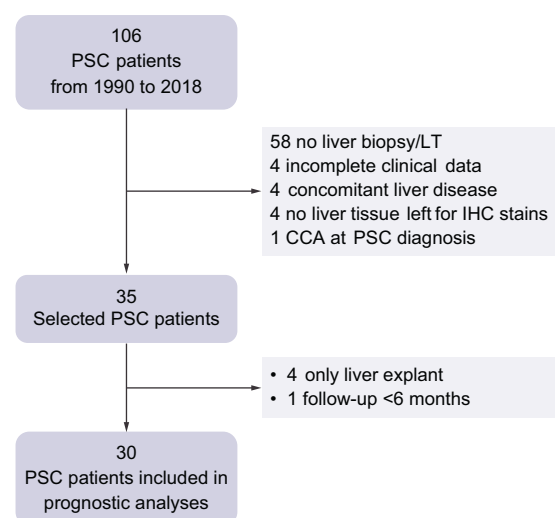 106
PSC patients
from 1990 to 2018
58 no liver biopsy/LT
4 incomplete clinical data
4 concomitant liver disease
4 no liver tissue left for IHC stains
1 CCA at PSC diagnosis
35
Selected PSC patients
• 4 only liver explant
• 1 follow-up <6 months
30
PSC patients included in
prognostic analyses